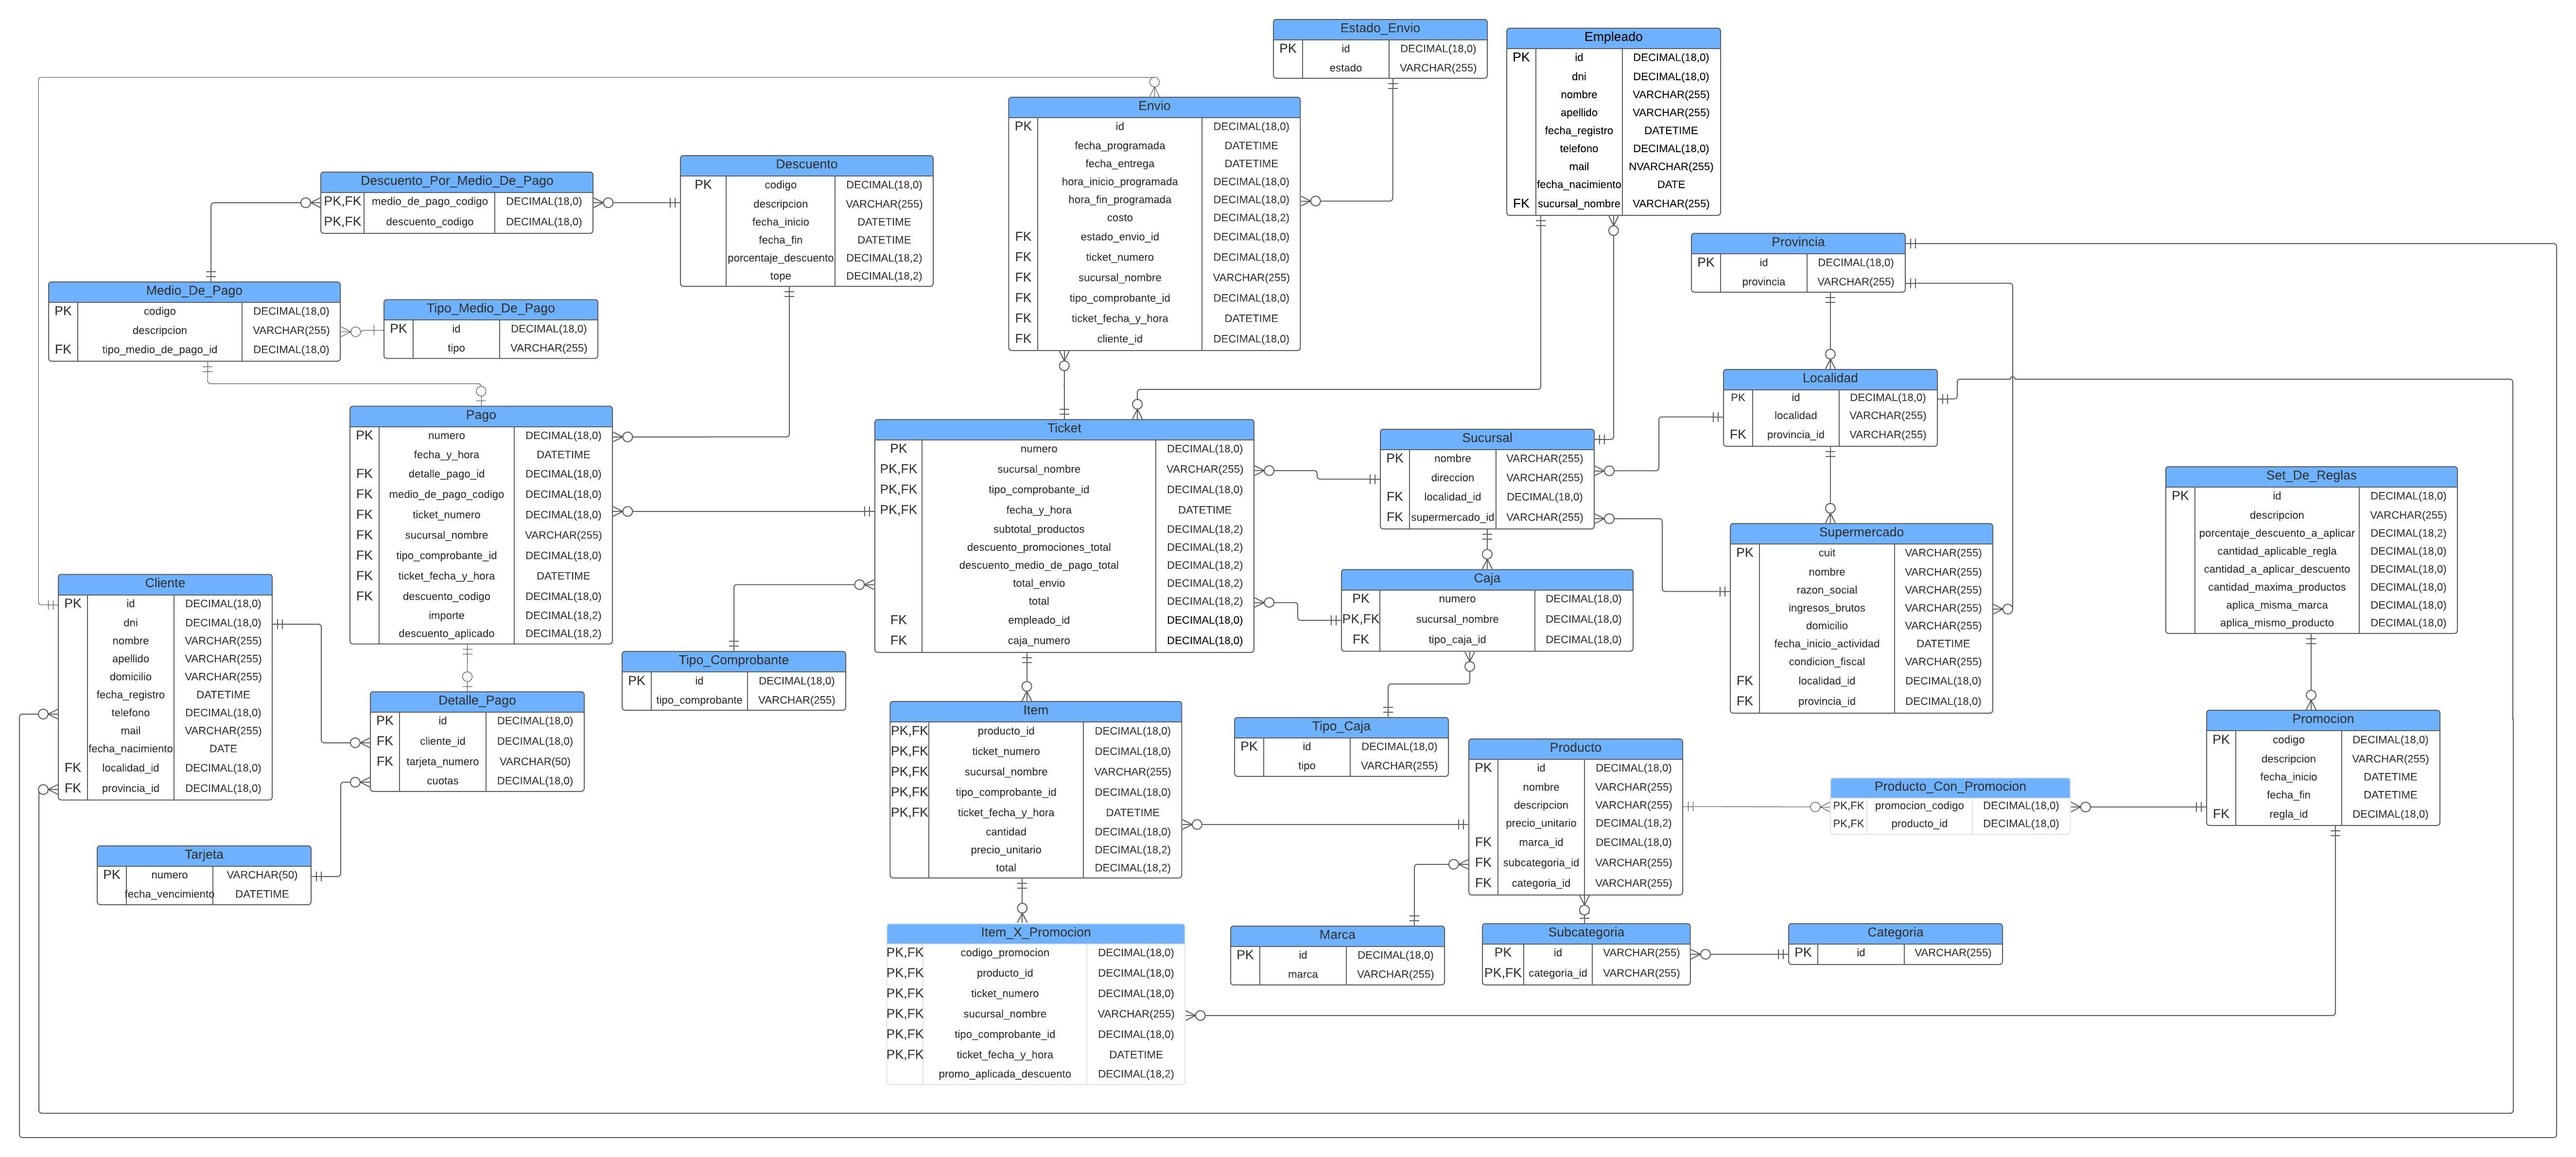 Estado_Envio
PK id DECIMAL(18,0)
estado VARCHAR(255)
Empleado
PK id DECIMAL(18,0)
dni DECIMAL(18,0)
nombre VARCHAR(255)
apellido VARCHAR(255)
fecha_registro DATETIME
telefono DECIMAL(18,0)
mail NVARCHAR(255)
fecha_nacimiento DATE
FK sucursal_nombre VARCHAR(255)
Envio
PK id DECIMAL(18,0)
fecha_programada DATETIME
fecha_entrega DATETIME
hora_inicio_programada DECIMAL(18,0)
hora_fin_programada DECIMAL(18,0)
costo DECIMAL(18,2)
FK estado_envio_id DECIMAL(18,0)
FK ticket_numero DECIMAL(18,0)
FK sucursal_nombre VARCHAR(255)
FK tipo_comprobante_id DECIMAL(18,0)
FK ticket_fecha_y_hora DATETIME
FK cliente_id DECIMAL(18,0)
Descuento
PK codigo DECIMAL(18,0)
descripcion VARCHAR(255)
fecha_inicio DATETIME
fecha_fin DATETIME
porcentaje_descuento DECIMAL(18,2)
tope DECIMAL(18,2)
Descuento_Por_Medio_De_Pago
PK,FK medio_de_pago_codigo DECIMAL(18,0)
PK,FK descuento_codigo DECIMAL(18,0)
Provincia
PK id DECIMAL(18,0)
provincia VARCHAR(255)
Medio_De_Pago
PK codigo DECIMAL(18,0)
descripcion VARCHAR(255)
FK tipo_medio_de_pago_id DECIMAL(18,0)
Tipo_Medio_De_Pago
PK id DECIMAL(18,0)
tipo VARCHAR(255)
Localidad
PK id DECIMAL(18,0)
localidad VARCHAR(255)
FK provincia_id VARCHAR(255)
Pago
PK numero DECIMAL(18,0)
fecha_y_hora DATETIME
FK detalle_pago_id DECIMAL(18,0)
FK medio_de_pago_codigo DECIMAL(18,0)
FK ticket_numero DECIMAL(18,0)
FK sucursal_nombre VARCHAR(255)
FK tipo_comprobante_id DECIMAL(18,0)
FK ticket_fecha_y_hora DATETIME
FK descuento_codigo DECIMAL(18,0)
importe DECIMAL(18,2)
descuento_aplicado DECIMAL(18,2)
Ticket
PK numero DECIMAL(18,0)
PK,FK sucursal_nombre VARCHAR(255)
PK,FK tipo_comprobante_id DECIMAL(18,0)
PK,FK fecha_y_hora DATETIME
subtotal_productos DECIMAL(18,2)
descuento_promociones_total DECIMAL(18,2)
descuento_medio_de_pago_total DECIMAL(18,2)
total_envio DECIMAL(18,2)
total DECIMAL(18,2)
FK empleado_id DECIMAL(18,0)
FK caja_numero DECIMAL(18,0)
Sucursal
PK nombre VARCHAR(255)
direccion VARCHAR(255)
FK localidad_id DECIMAL(18,0)
FK supermercado_id VARCHAR(255)
Set_De_Reglas
PK id DECIMAL(18,0)
descripcion VARCHAR(255)
porcentaje_descuento_a_aplicar DECIMAL(18,2)
cantidad_aplicable_regla DECIMAL(18,0)
cantidad_a_aplicar_descuento DECIMAL(18,0)
cantidad_maxima_productos DECIMAL(18,0)
aplica_misma_marca DECIMAL(18,0)
aplica_mismo_producto DECIMAL(18,0)
Supermercado
PK cuit VARCHAR(255)
nombre VARCHAR(255)
razon_social VARCHAR(255)
ingresos_brutos VARCHAR(255)
domicilio VARCHAR(255)
fecha_inicio_actividad DATETIME
condicion_fiscal VARCHAR(255)
FK localidad_id DECIMAL(18,0)
FK provincia_id DECIMAL(18,0)
Caja
PK numero DECIMAL(18,0)
PK,FK sucursal_nombre DECIMAL(18,0)
FK tipo_caja_id DECIMAL(18,0)
Cliente
PK id DECIMAL(18,0)
dni DECIMAL(18,0)
nombre VARCHAR(255)
apellido VARCHAR(255)
domicilio VARCHAR(255)
fecha_registro DATETIME
telefono DECIMAL(18,0)
mail VARCHAR(255)
fecha_nacimiento DATE
FK localidad_id DECIMAL(18,0)
FK provincia_id DECIMAL(18,0)
Tipo_Comprobante
PK id DECIMAL(18,0)
tipo_comprobante VARCHAR(255)
Detalle_Pago
PK id DECIMAL(18,0)
FK cliente_id DECIMAL(18,0)
FK tarjeta_numero VARCHAR(50)
cuotas DECIMAL(18,0)
Item
PK,FK producto_id DECIMAL(18,0)
PK,FK ticket_numero DECIMAL(18,0)
PK,FK sucursal_nombre VARCHAR(255)
PK,FK tipo_comprobante_id DECIMAL(18,0)
PK,FK ticket_fecha_y_hora DATETIME
cantidad DECIMAL(18,0)
precio_unitario DECIMAL(18,2)
total DECIMAL(18,2)
Tipo_Caja
PK id DECIMAL(18,0)
tipo VARCHAR(255)
Producto
PK id DECIMAL(18,0)
nombre VARCHAR(255)
descripcion VARCHAR(255)
precio_unitario DECIMAL(18,2)
FK marca_id DECIMAL(18,0)
FK subcategoria_id VARCHAR(255)
FK categoria_id VARCHAR(255)
Promocion
PK codigo DECIMAL(18,0)
descripcion VARCHAR(255)
fecha_inicio DATETIME
fecha_fin DATETIME
FK regla_id DECIMAL(18,0)
Producto_Con_Promocion
PK,FK promocion_codigo DECIMAL(18,0)
PK,FK producto_id DECIMAL(18,0)
Tarjeta
PK numero VARCHAR(50)
fecha_vencimiento DATETIME
Marca
PK id DECIMAL(18,0)
marca VARCHAR(255)
Subcategoria
PK id VARCHAR(255)
PK,FK categoria_id VARCHAR(255)
Categoria
PK id VARCHAR(255)
Item_X_Promocion
PK,FK codigo_promocion DECIMAL(18,0)
PK,FK producto_id DECIMAL(18,0)
PK,FK ticket_numero DECIMAL(18,0)
PK,FK sucursal_nombre VARCHAR(255)
PK,FK tipo_comprobante_id DECIMAL(18,0)
PK,FK ticket_fecha_y_hora DATETIME
promo_aplicada_descuento DECIMAL(18,2)